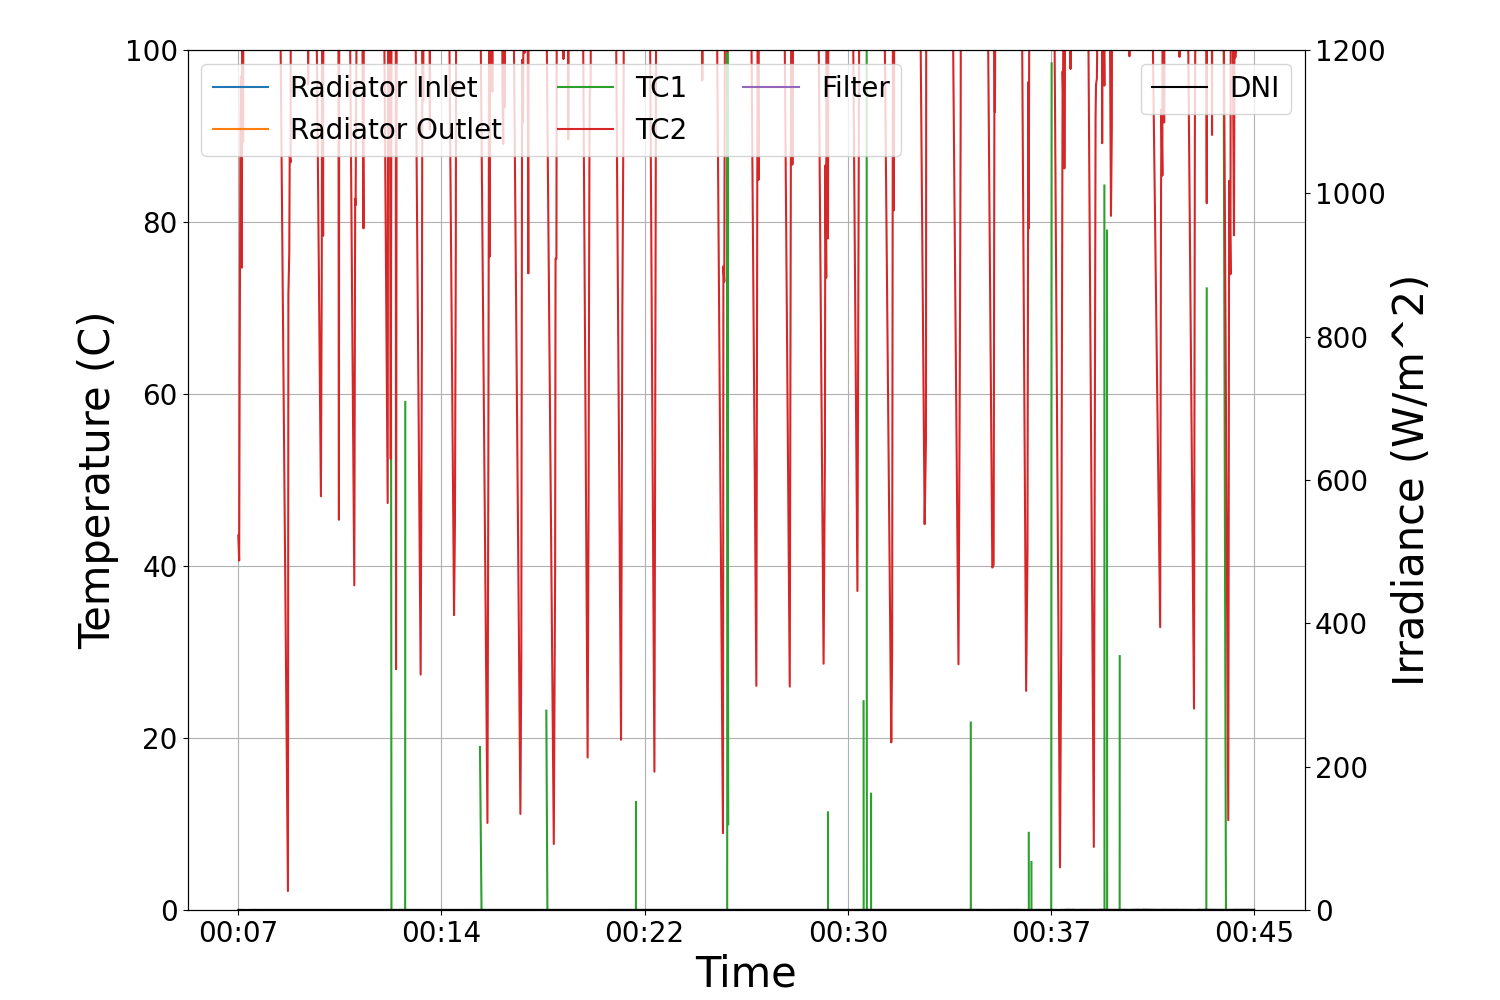 100
80
60
40
20
0
Temperature (C)
Radiator Inlet
Radiator Outlet
TC1
TC2
Filter
DNI
1200
1000
800
600
400
200
0
Irradiance (W/m^2)
00:07 00:14 00:22 00:30 00:37 00:45
Time